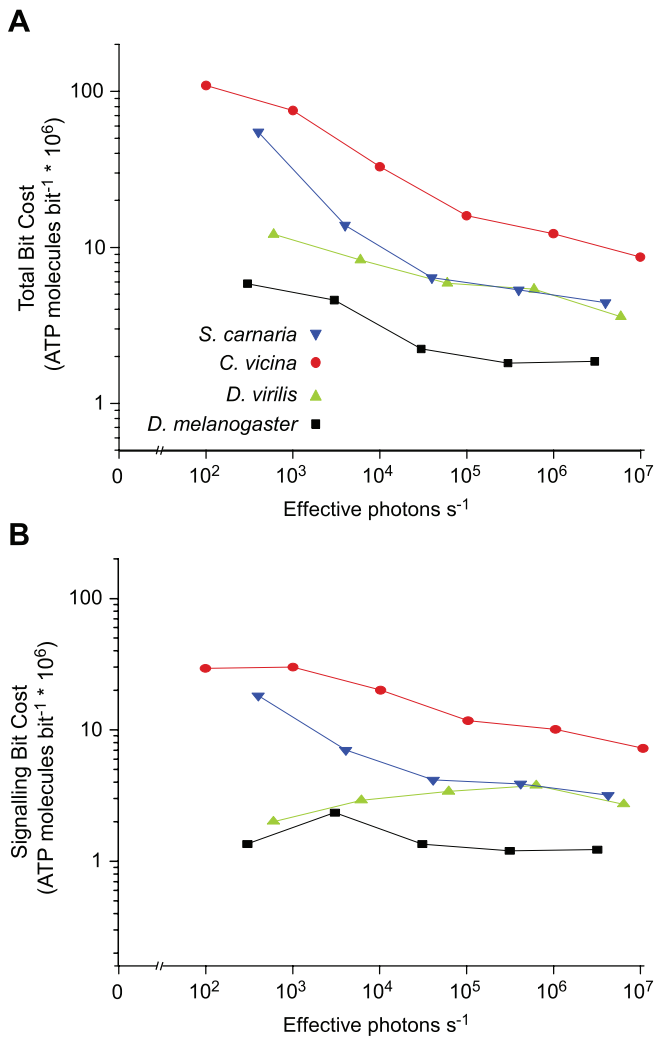 A
100
10
1
Total Bit Cost
(ATP molecules bit⁻¹ * 10⁶)
S. carnaria
C. vicina
D. virilis
D. melanogaster
0 10² 10³ 10⁴ 10⁵ 10⁶ 10⁷
Effective photons s⁻¹
B
100
10
1
Signalling Bit Cost
(ATP molecules bit⁻¹ * 10⁶)
0 10² 10³ 10⁴ 10⁵ 10⁶ 10⁷
Effective photons s⁻¹